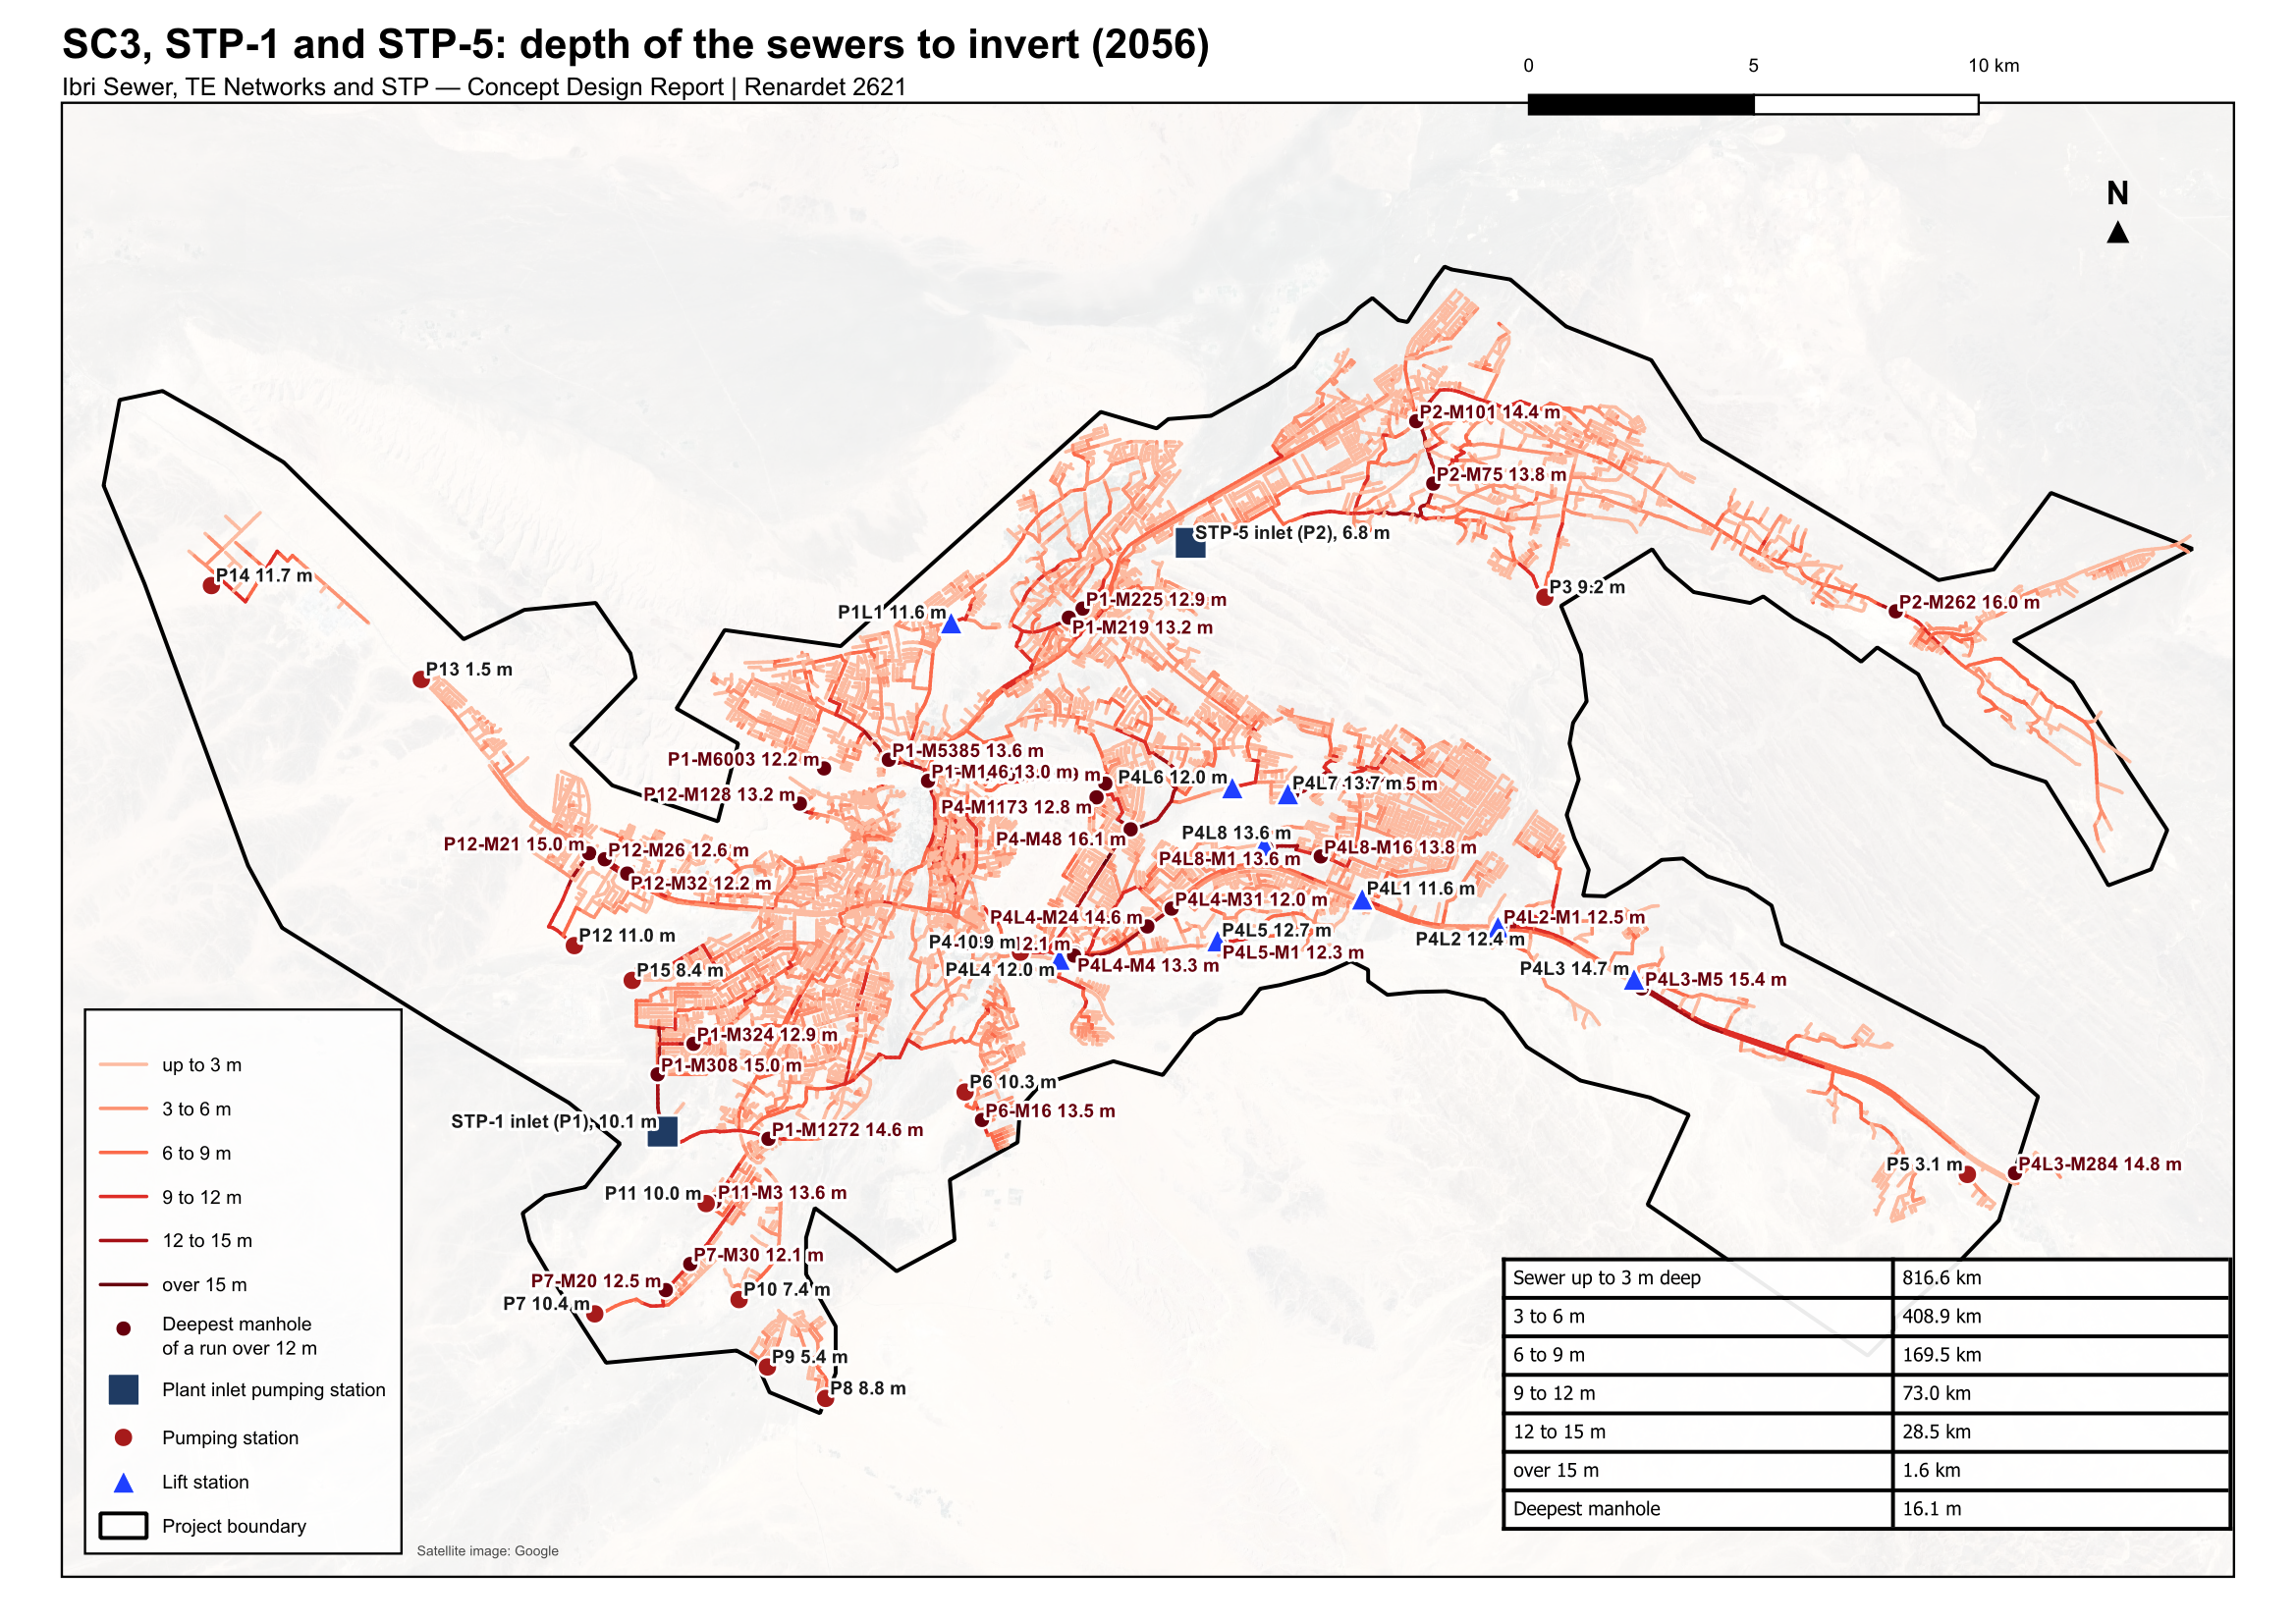 SC3, STP-1 and STP-5: depth of the sewers to invert (2056)
Ibri Sewer, TE Networks and STP — Concept Design Report | Renardet 2621
0 5 10 km
N
P2-M101 14.4 m
P2-M75 13.8 m
STP-5 inlet (P2), 6.8 m
P14 11.7 m
P3 9.2 m
P1-M225 12.9 m
P2-M262 16.0 m
P1L1 11.6 m
P1-M219 13.2 m
P13 1.5 m
P1-M5385 13.6 m
P1-M6003 12.2 m
P1-M146 13.0 m
P4L6 12.0 m
P4L7 13.7 m
P12-M128 13.2 m
P4-M1173 12.8 m
P4-M48 16.1 m
P4L8 13.6 m
P12-M21 15.0 m
P12-M26 12.6 m
P4L8-M16 13.8 m
P4L8-M1 13.6 m
P12-M32 12.2 m
P4L1 11.6 m
P4L4-M31 12.0 m
P4L4-M24 14.6 m
P4L2-M1 12.5 m
P12 11.0 m
P4L5 12.7 m
P4 10.9 m
P4L2 12.4 m
P4L5-M1 12.3 m
P4L4-M4 13.3 m
P4L4 12.0 m
P15 8.4 m
P4L3 14.7 m
P4L3-M5 15.4 m
P1-M324 12.9 m
P1-M308 15.0 m
P6 10.3 m
P6-M16 13.5 m
STP-1 inlet (P1), 10.1 m
P1-M1272 14.6 m
P5 3.1 m
P4L3-M284 14.8 m
P11 10.0 m
P11-M3 13.6 m
P7-M30 12.1 m
P7-M20 12.5 m
P10 7.4 m
P7 10.4 m
P9 5.4 m
P8 8.8 m
up to 3 m
3 to 6 m
6 to 9 m
9 to 12 m
12 to 15 m
over 15 m
Deepest manhole
of a run over 12 m
Plant inlet pumping station
Pumping station
Lift station
Project boundary
Satellite image: Google
Sewer up to 3 m deep 816.6 km
3 to 6 m 408.9 km
6 to 9 m 169.5 km
9 to 12 m 73.0 km
12 to 15 m 28.5 km
over 15 m 1.6 km
Deepest manhole 16.1 m